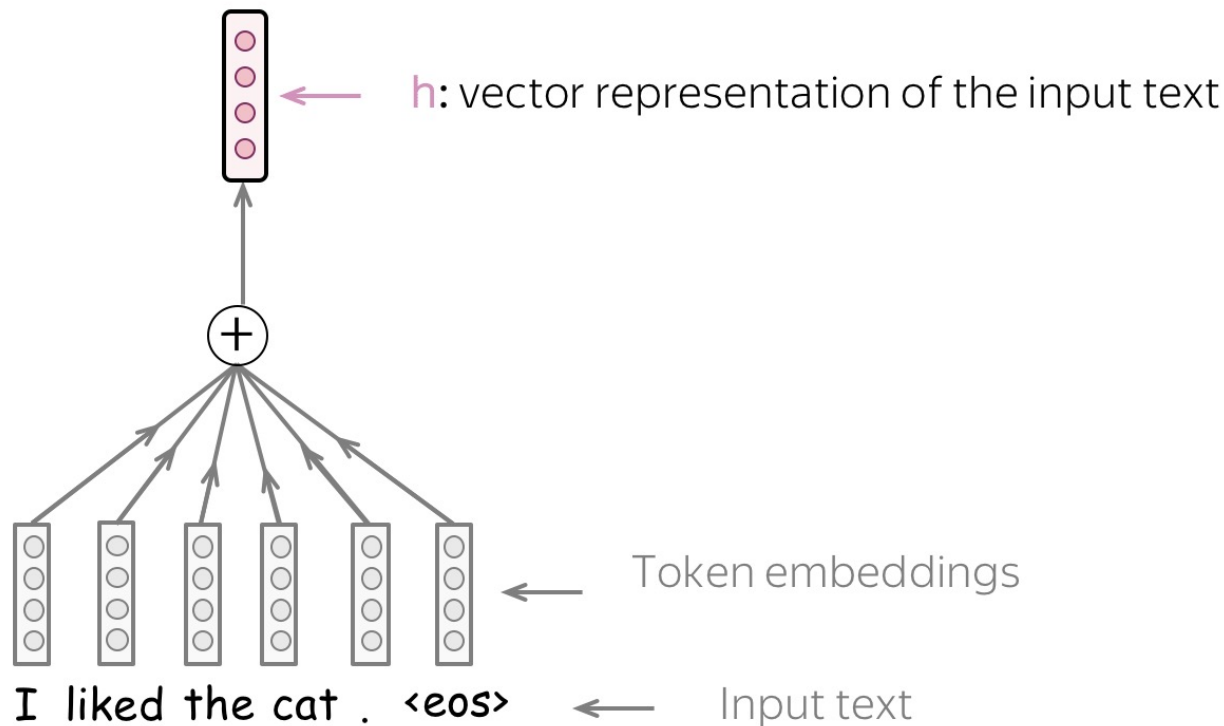 h: vector representation of the input text
+
Token embeddings
I liked the cat . <eos>
Input text